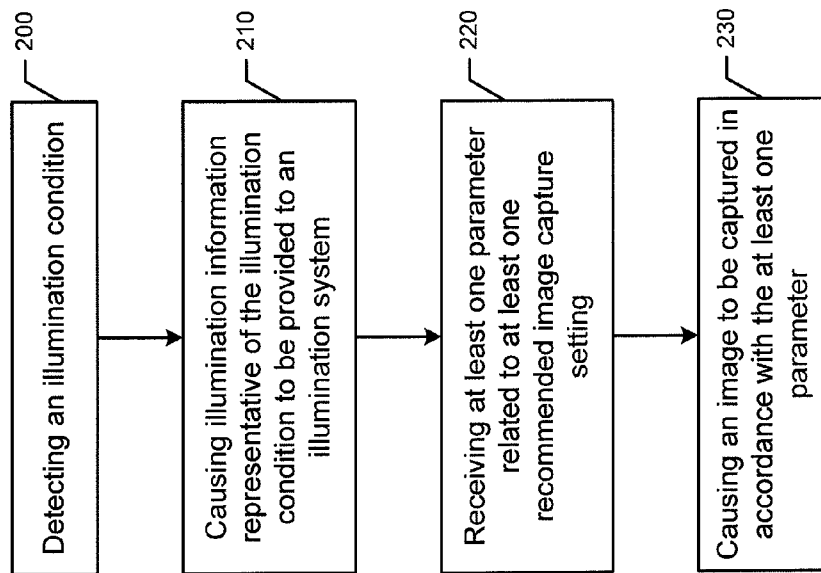 200
Detecting an illumination condition
210
Causing illumination information
representative of the illumination
condition to be provided to an
illumination system
220
Receiving at least one parameter
related to at least one
recommended image capture
setting
230
Causing an image to be captured in
accordance with the at least one
parameter